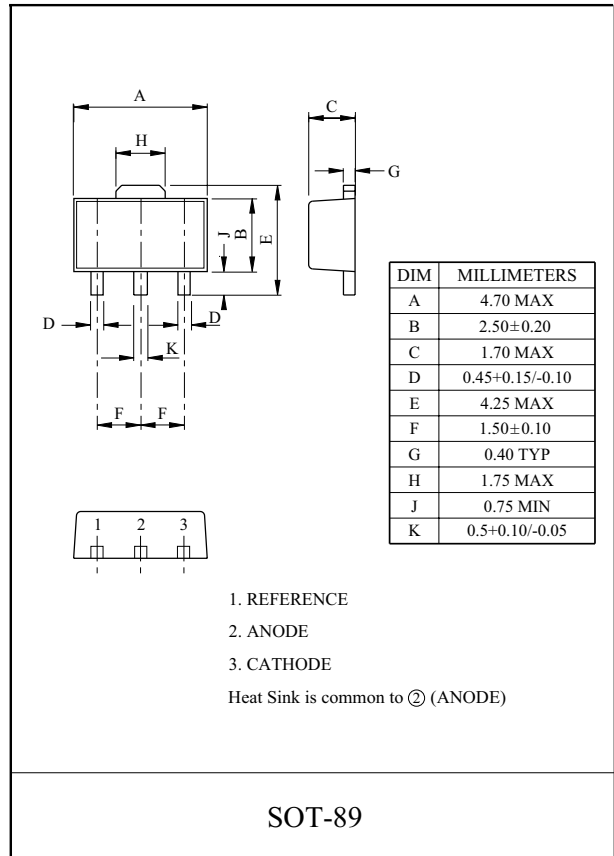 A
H
C
G
J
B
E
D
D
K
F
F
DIM MILLIMETERS
A 4.70 MAX
B 2.50±0.20
C 1.70 MAX
D 0.45+0.15/-0.10
E 4.25 MAX
F 1.50±0.10
G 0.40 TYP
H 1.75 MAX
J 0.75 MIN
K 0.5+0.10/-0.05
1 2 3
1. REFERENCE
2. ANODE
3. CATHODE
Heat Sink is common to ② (ANODE)
SOT-89